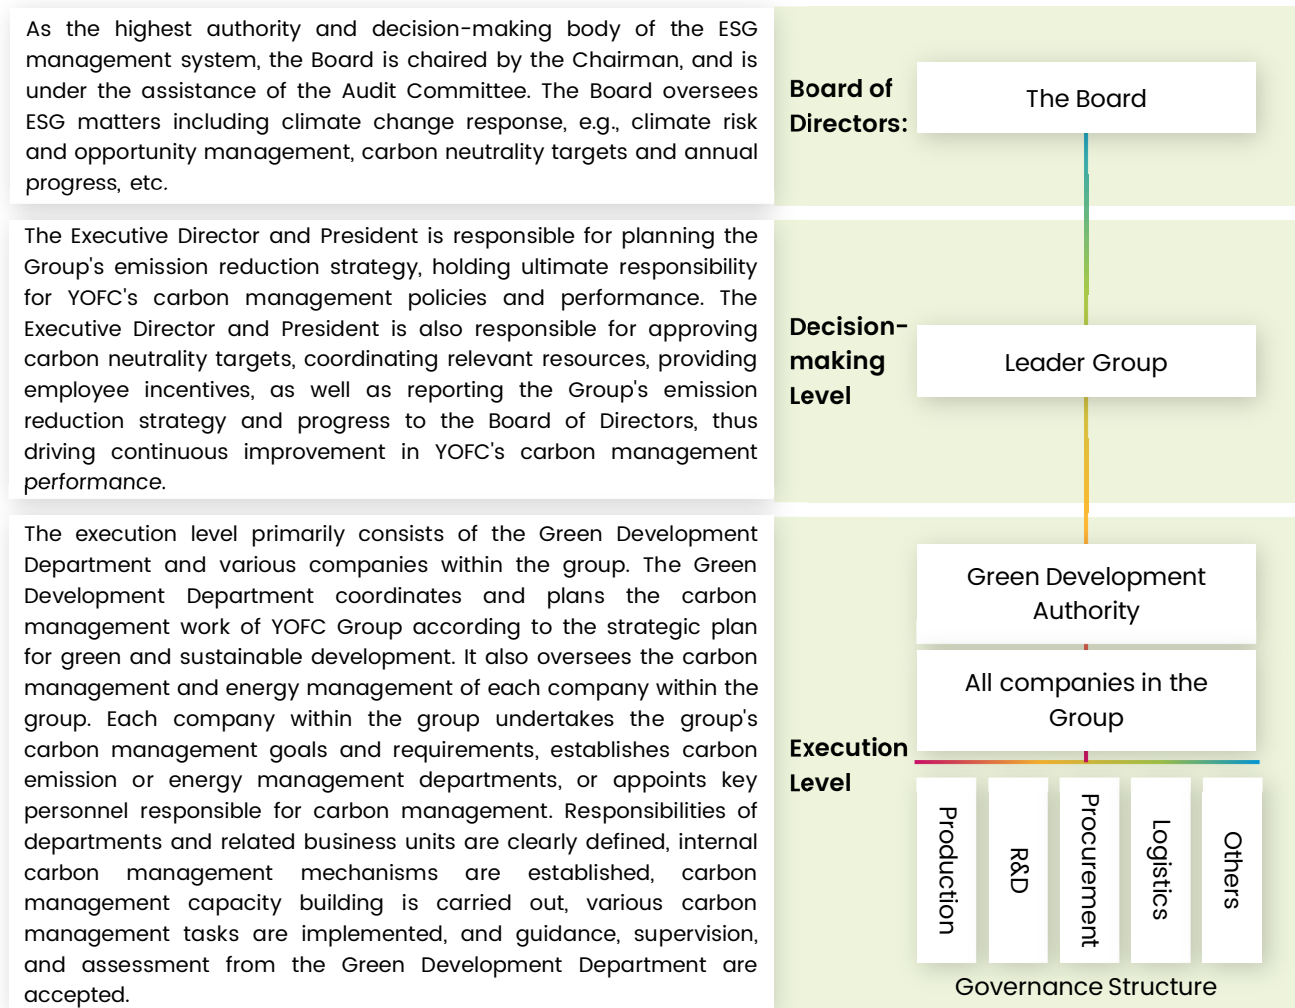 As the highest authority and decision-making body of the ESG
management system, the Board is chaired by the Chairman, and is
under the assistance of the Audit Committee. The Board oversees
ESG matters including climate change response, e.g., climate risk
and opportunity management, carbon neutrality targets and annual
progress, etc.
Board of
Directors:
The Board
The Executive Director and President is responsible for planning the
Group's emission reduction strategy, holding ultimate responsibility
for YOFC's carbon management policies and performance. The
Executive Director and President is also responsible for approving
carbon neutrality targets, coordinating relevant resources, providing
employee incentives, as well as reporting the Group's emission
reduction strategy and progress to the Board of Directors, thus
driving continuous improvement in YOFC's carbon management
performance.
Decision-
making
Level
Leader Group
The execution level primarily consists of the Green Development
Department and various companies within the group. The Green
Development Department coordinates and plans the carbon
management work of YOFC Group according to the strategic plan
for green and sustainable development. It also oversees the carbon
management and energy management of each company within the
group. Each company within the group undertakes the group's
carbon management goals and requirements, establishes carbon
emission or energy management departments, or appoints key
personnel responsible for carbon management. Responsibilities of
departments and related business units are clearly defined, internal
carbon management mechanisms are established, carbon
management capacity building is carried out, various carbon
management tasks are implemented, and guidance, supervision,
and assessment from the Green Development Department are
accepted.
Execution
Level
Green Development
Authority
All companies in the
Group
Production
R&D
Procurement
Logistics
Others
Governance Structure